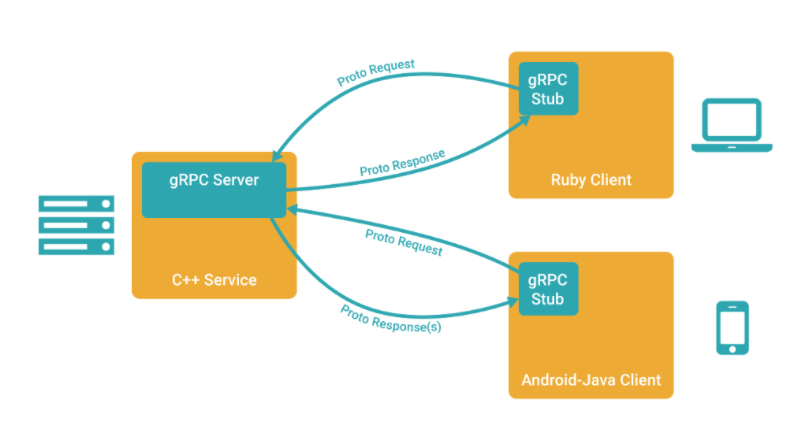 Proto Request
gRPC
Stub
Ruby Client
Proto Response
gRPC Server
C++ Service
Proto Request
gRPC
Stub
Android-Java Client
Proto Response(s)